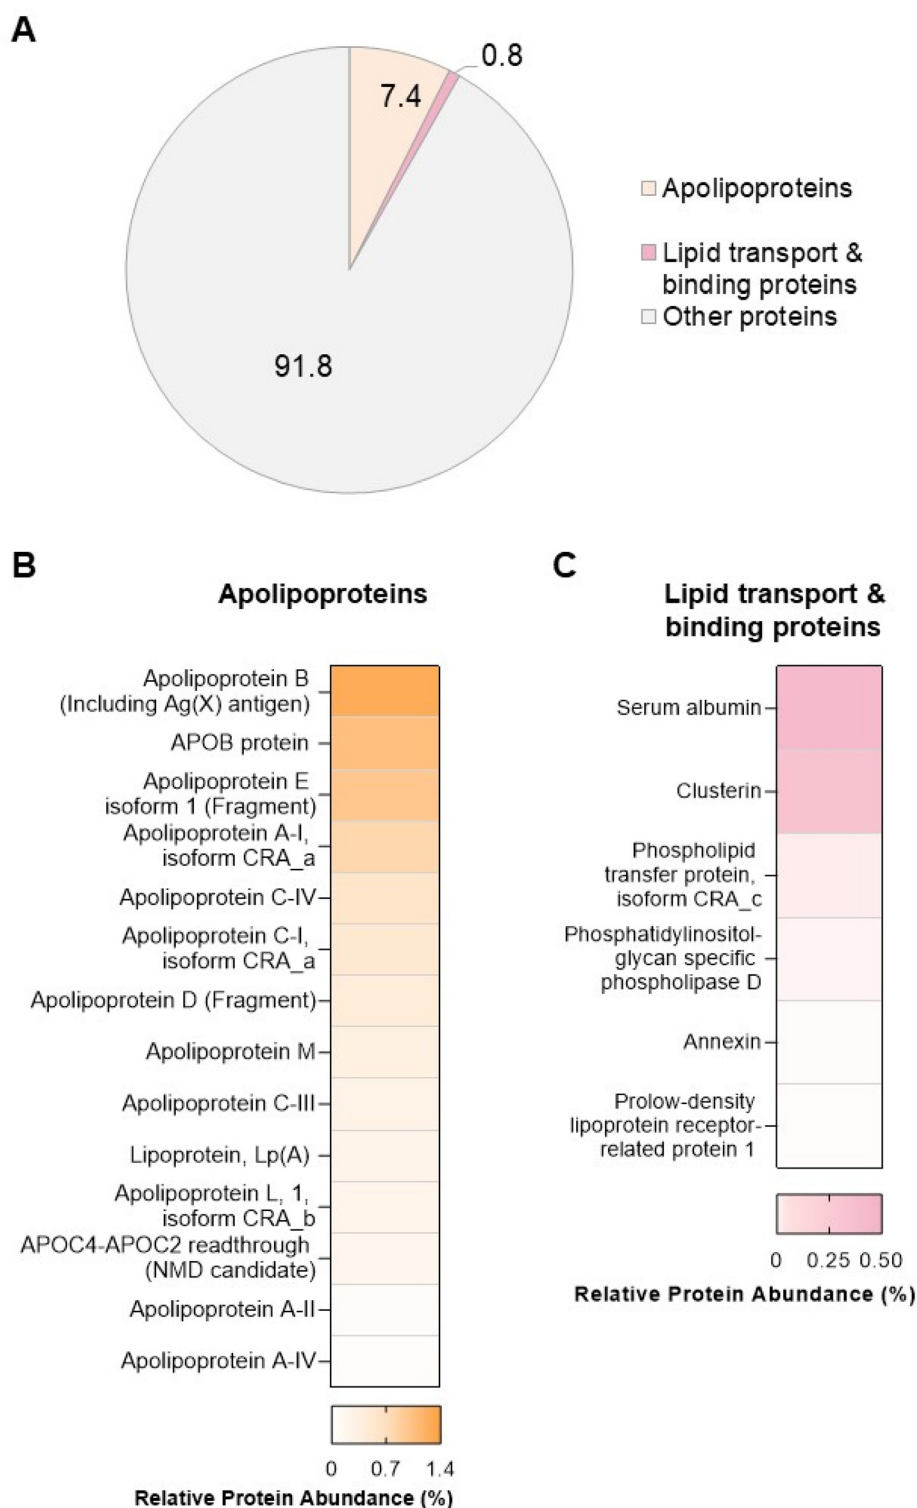 A
0.8
7.4
91.8
Apolipoproteins
Lipid transport &
binding proteins
Other proteins
B
Apolipoproteins
Apolipoprotein B
(Including Ag(X) antigen)
APOB protein
Apolipoprotein E
isoform 1 (Fragment)
Apolipoprotein A-I,
isoform CRA_a
Apolipoprotein C-IV
Apolipoprotein C-I,
isoform CRA_a
Apolipoprotein D (Fragment)
Apolipoprotein M
Apolipoprotein C-III
Lipoprotein, Lp(A)
Apolipoprotein L, 1,
isoform CRA_b
APOC4-APOC2 readthrough
(NMD candidate)
Apolipoprotein A-II
Apolipoprotein A-IV
0 0.7 1.4
Relative Protein Abundance (%)
C
Lipid transport &
binding proteins
Serum albumin
Clusterin
Phospholipid
transfer protein,
isoform CRA_c
Phosphatidylinositol-
glycan specific
phospholipase D
Annexin
Prolow-density
lipoprotein receptor-
related protein 1
0 0.25 0.50
Relative Protein Abundance (%)